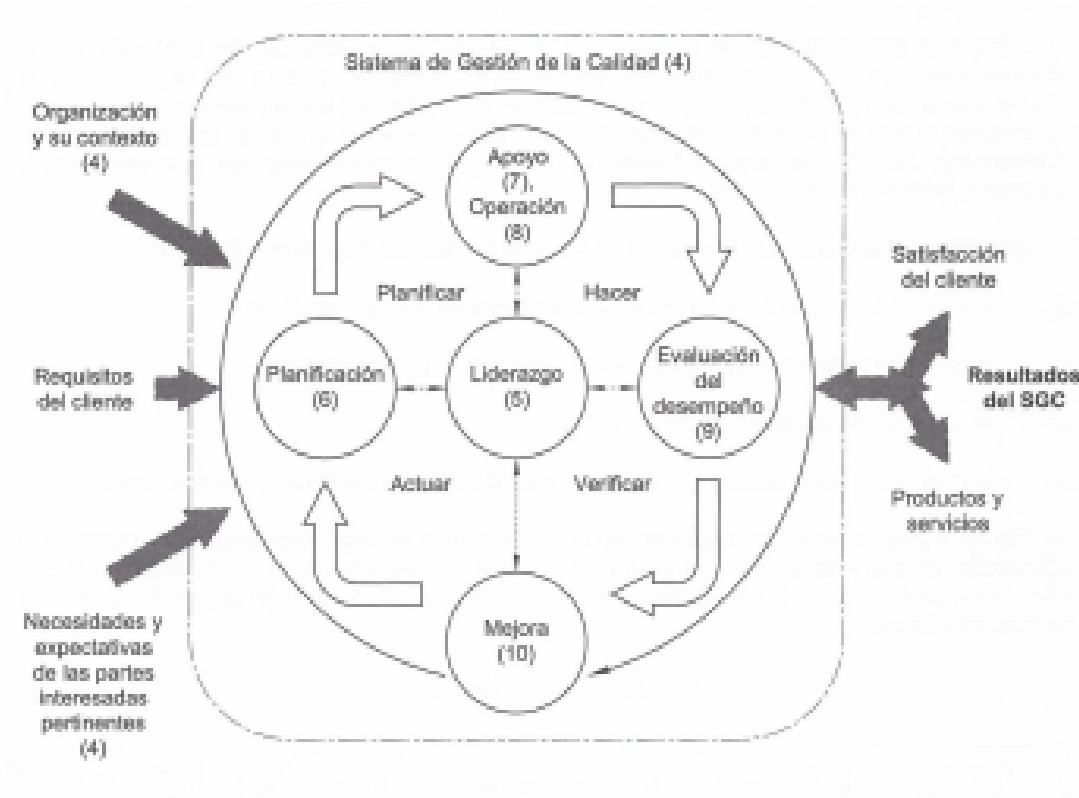 Sistema de Gestión de la Calidad (4)
Organización
y su contexto
(4)
Requisitos
del cliente
Necesidades y
expectativas
de las partes
interesadas
pertinentes
(4)
Apoyo
(7),
Operación
(8)
Planificar
Hacer
Planificación
(6)
Liderazgo
(5)
Evaluación
del
desempeño
(9)
Actuar
Verificar
Mejora
(10)
Satisfacción
del cliente
Resultados
del SGC
Productos y
servicios